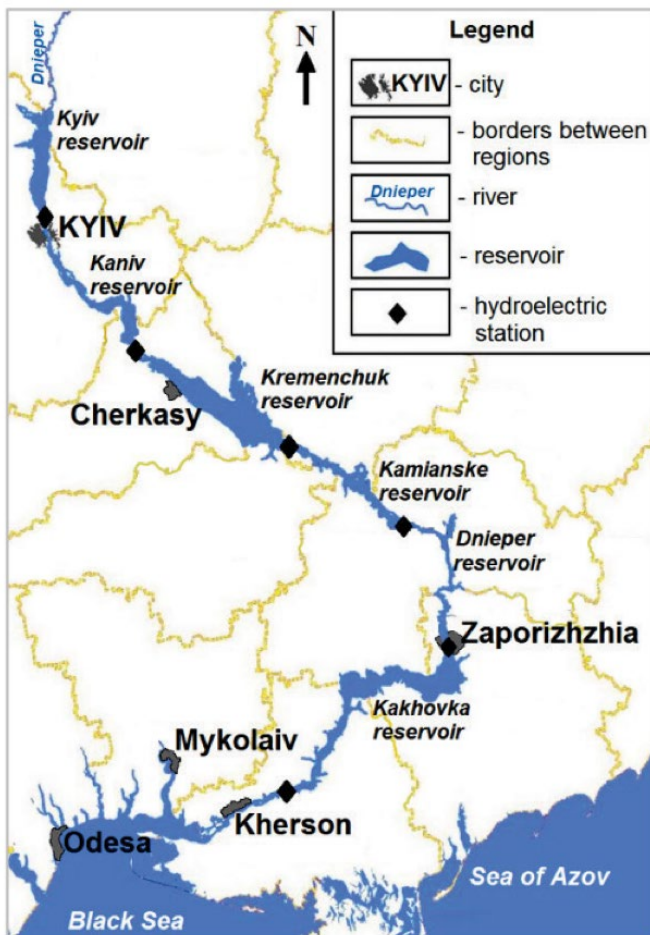 Dnieper
Kyiv
reservoir
KYIV
Kaniv
reservoir
Cherkasy
Kremenchuk
reservoir
Kamianske
reservoir
Dnieper
reservoir
Zaporizhzhia
Kakhovka
reservoir
Mykolaiv
Kherson
Odesa
Black Sea
Sea of Azov
N
Legend
KYIV - city
- borders between
regions
Dnieper - river
- reservoir
- hydroelectric
station